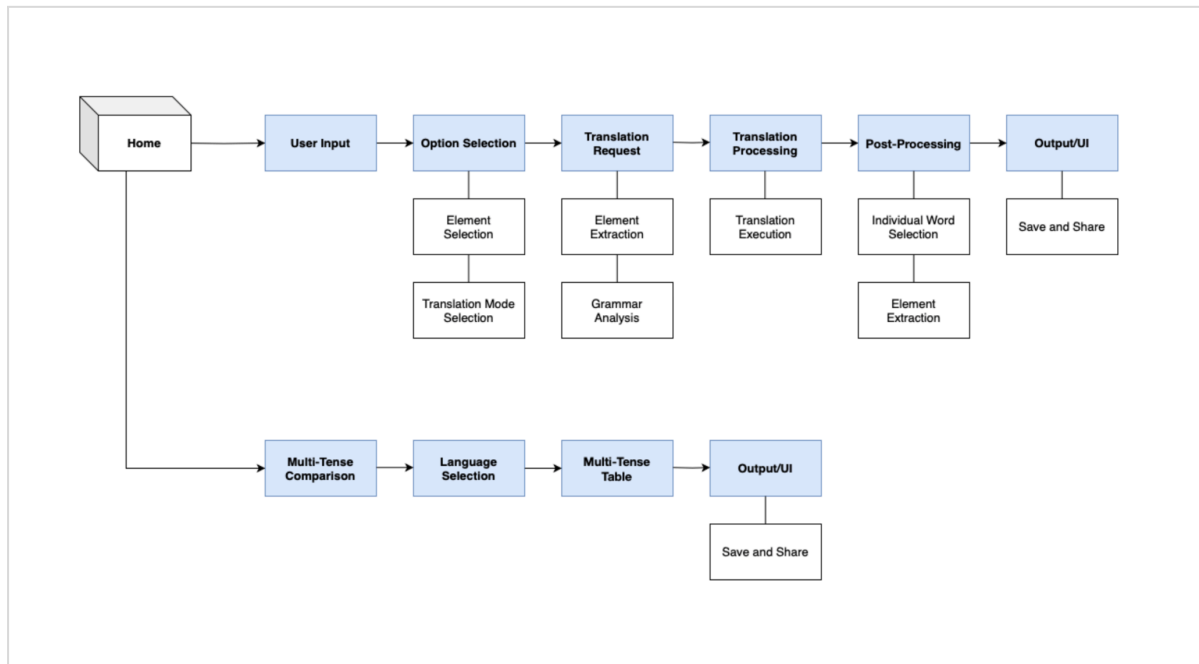 Home
User Input
Option Selection
Translation
Request
Translation
Processing
Post-Processing
Output/UI
Element
Selection
Element
Extraction
Translation
Execution
Individual Word
Selection
Save and Share
Translation Mode
Selection
Grammar
Analysis
Element
Extraction
Multi-Tense
Comparison
Language
Selection
Multi-Tense
Table
Output/UI
Save and Share